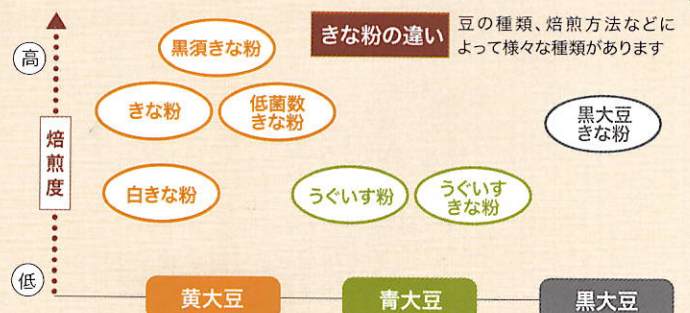 きな粉の違い
豆の種類、焙煎方法などに
よって様々な種類があります
高
焙煎度
低
黒須きな粉
きな粉
低菌数
きな粉
黒大豆
きな粉
白きな粉
うぐいす粉
うぐいす
きな粉
黄大豆
青大豆
黒大豆